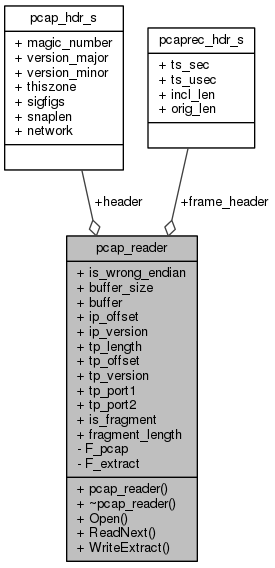 pcap_hdr_s
+ magic_number
+ version_major
+ version_minor
+ thiszone
+ sigfigs
+ snaplen
+ network
pcaprec_hdr_s
+ ts_sec
+ ts_usec
+ incl_len
+ orig_len
+header
+frame_header
pcap_reader
+ is_wrong_endian
+ buffer_size
+ buffer
+ ip_offset
+ ip_version
+ tp_length
+ tp_offset
+ tp_version
+ tp_port1
+ tp_port2
+ is_fragment
+ fragment_length
- F_pcap
- F_extract
+ pcap_reader()
+ ~pcap_reader()
+ Open()
+ ReadNext()
+ WriteExtract()